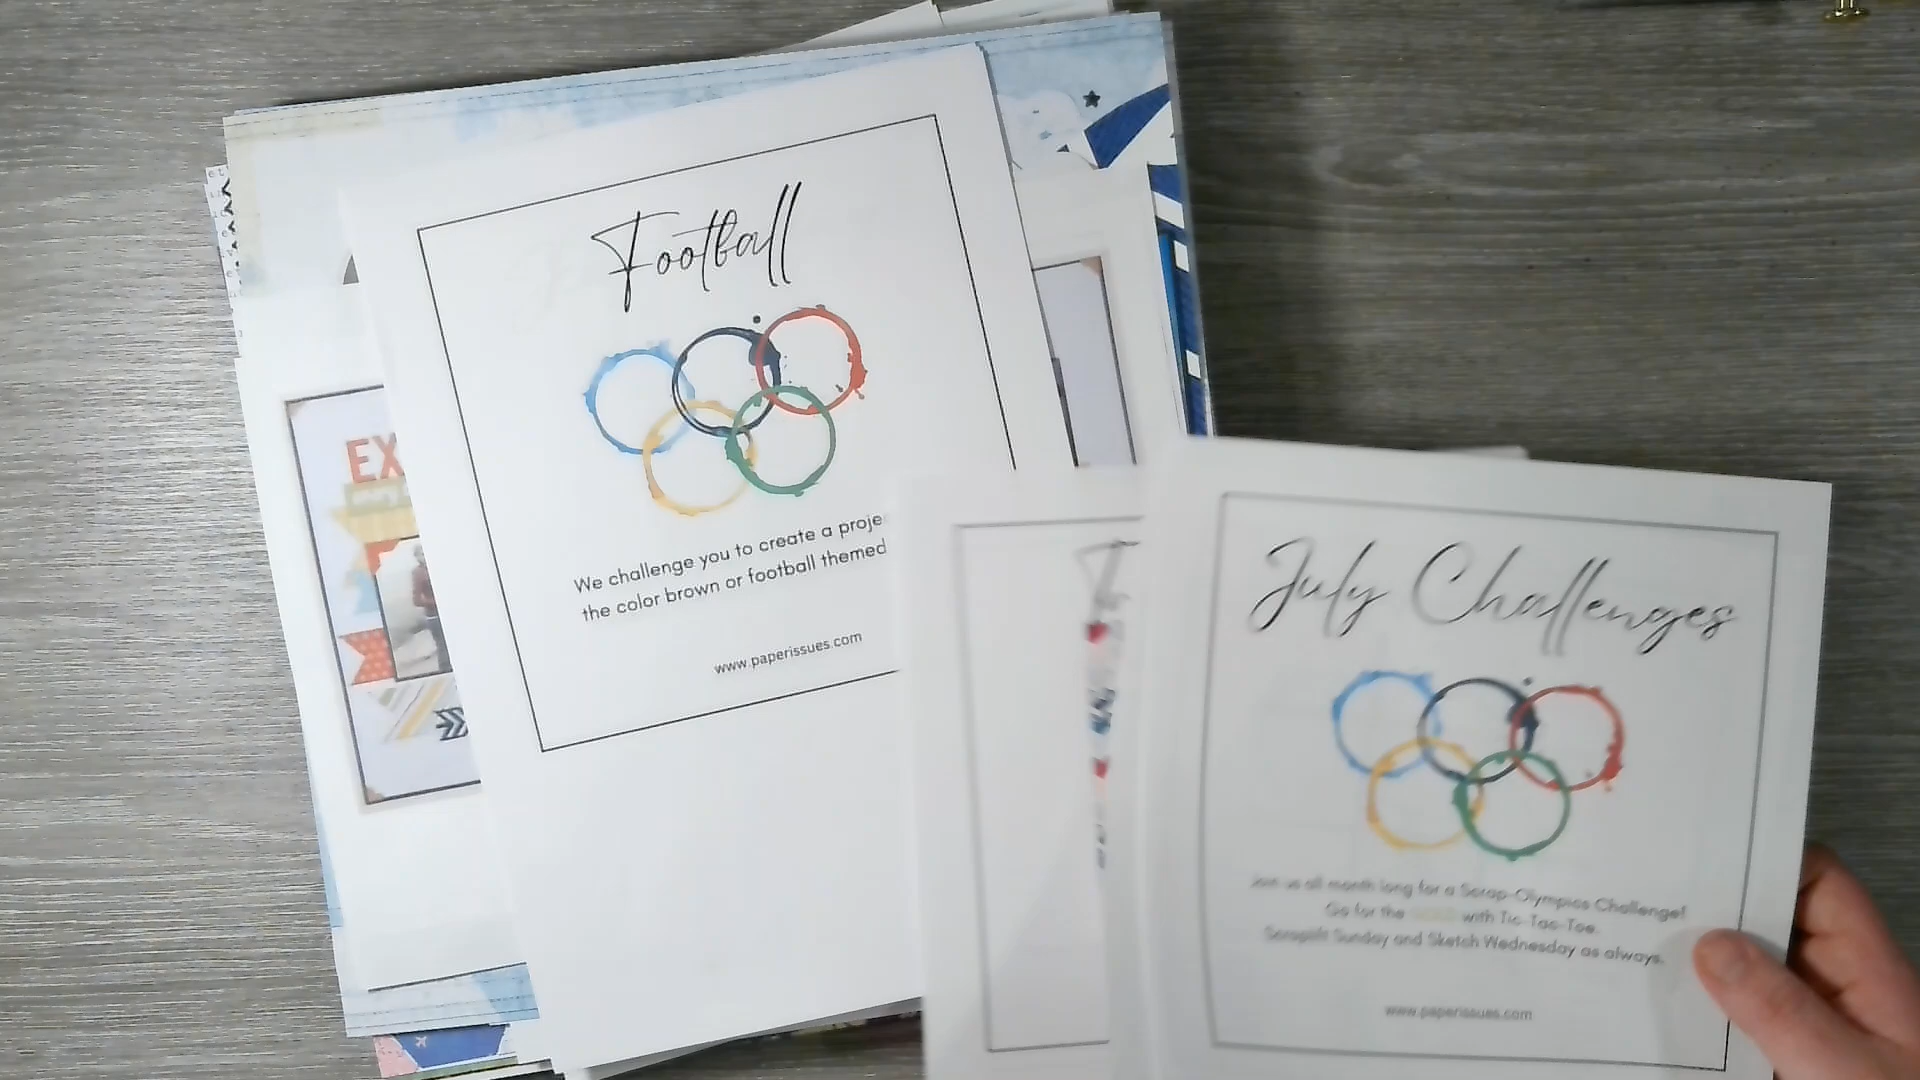 Football
We challenge you to create a proje
the color brown or football themed
www.paperissues.com
EX
July Challenges
Join us all month long for a Scrap-Olympics Challenge!
Go for the with Tic-Tac-Toe.
Scraplift Sunday and Sketch Wednesday as always.
www.paperissues.com